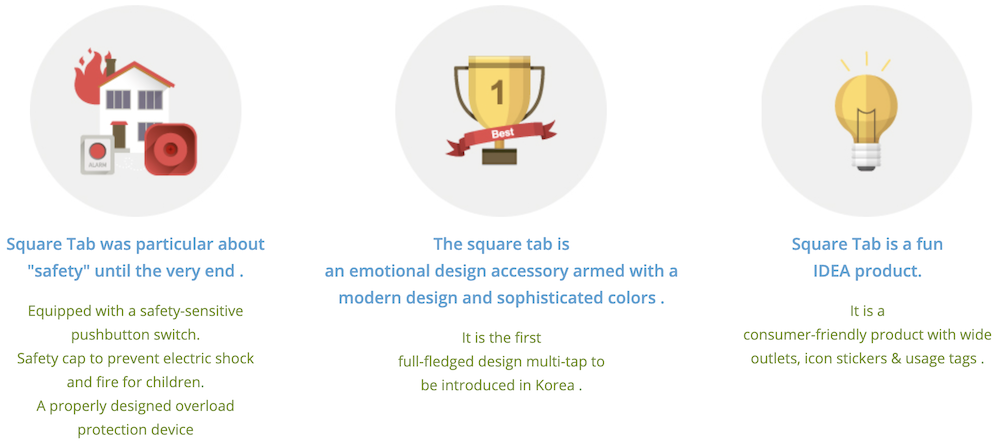 ALARM
Square Tab was particular about
"safety" until the very end .
Equipped with a safety-sensitive
pushbutton switch.
Safety cap to prevent electric shock
and fire for children.
A properly designed overload
protection device
1
Best
The square tab is
an emotional design accessory armed with a
modern design and sophisticated colors .
It is the first
full-fledged design multi-tap to
be introduced in Korea .
Square Tab is a fun
IDEA product.
It is a
consumer-friendly product with wide
outlets, icon stickers & usage tags .